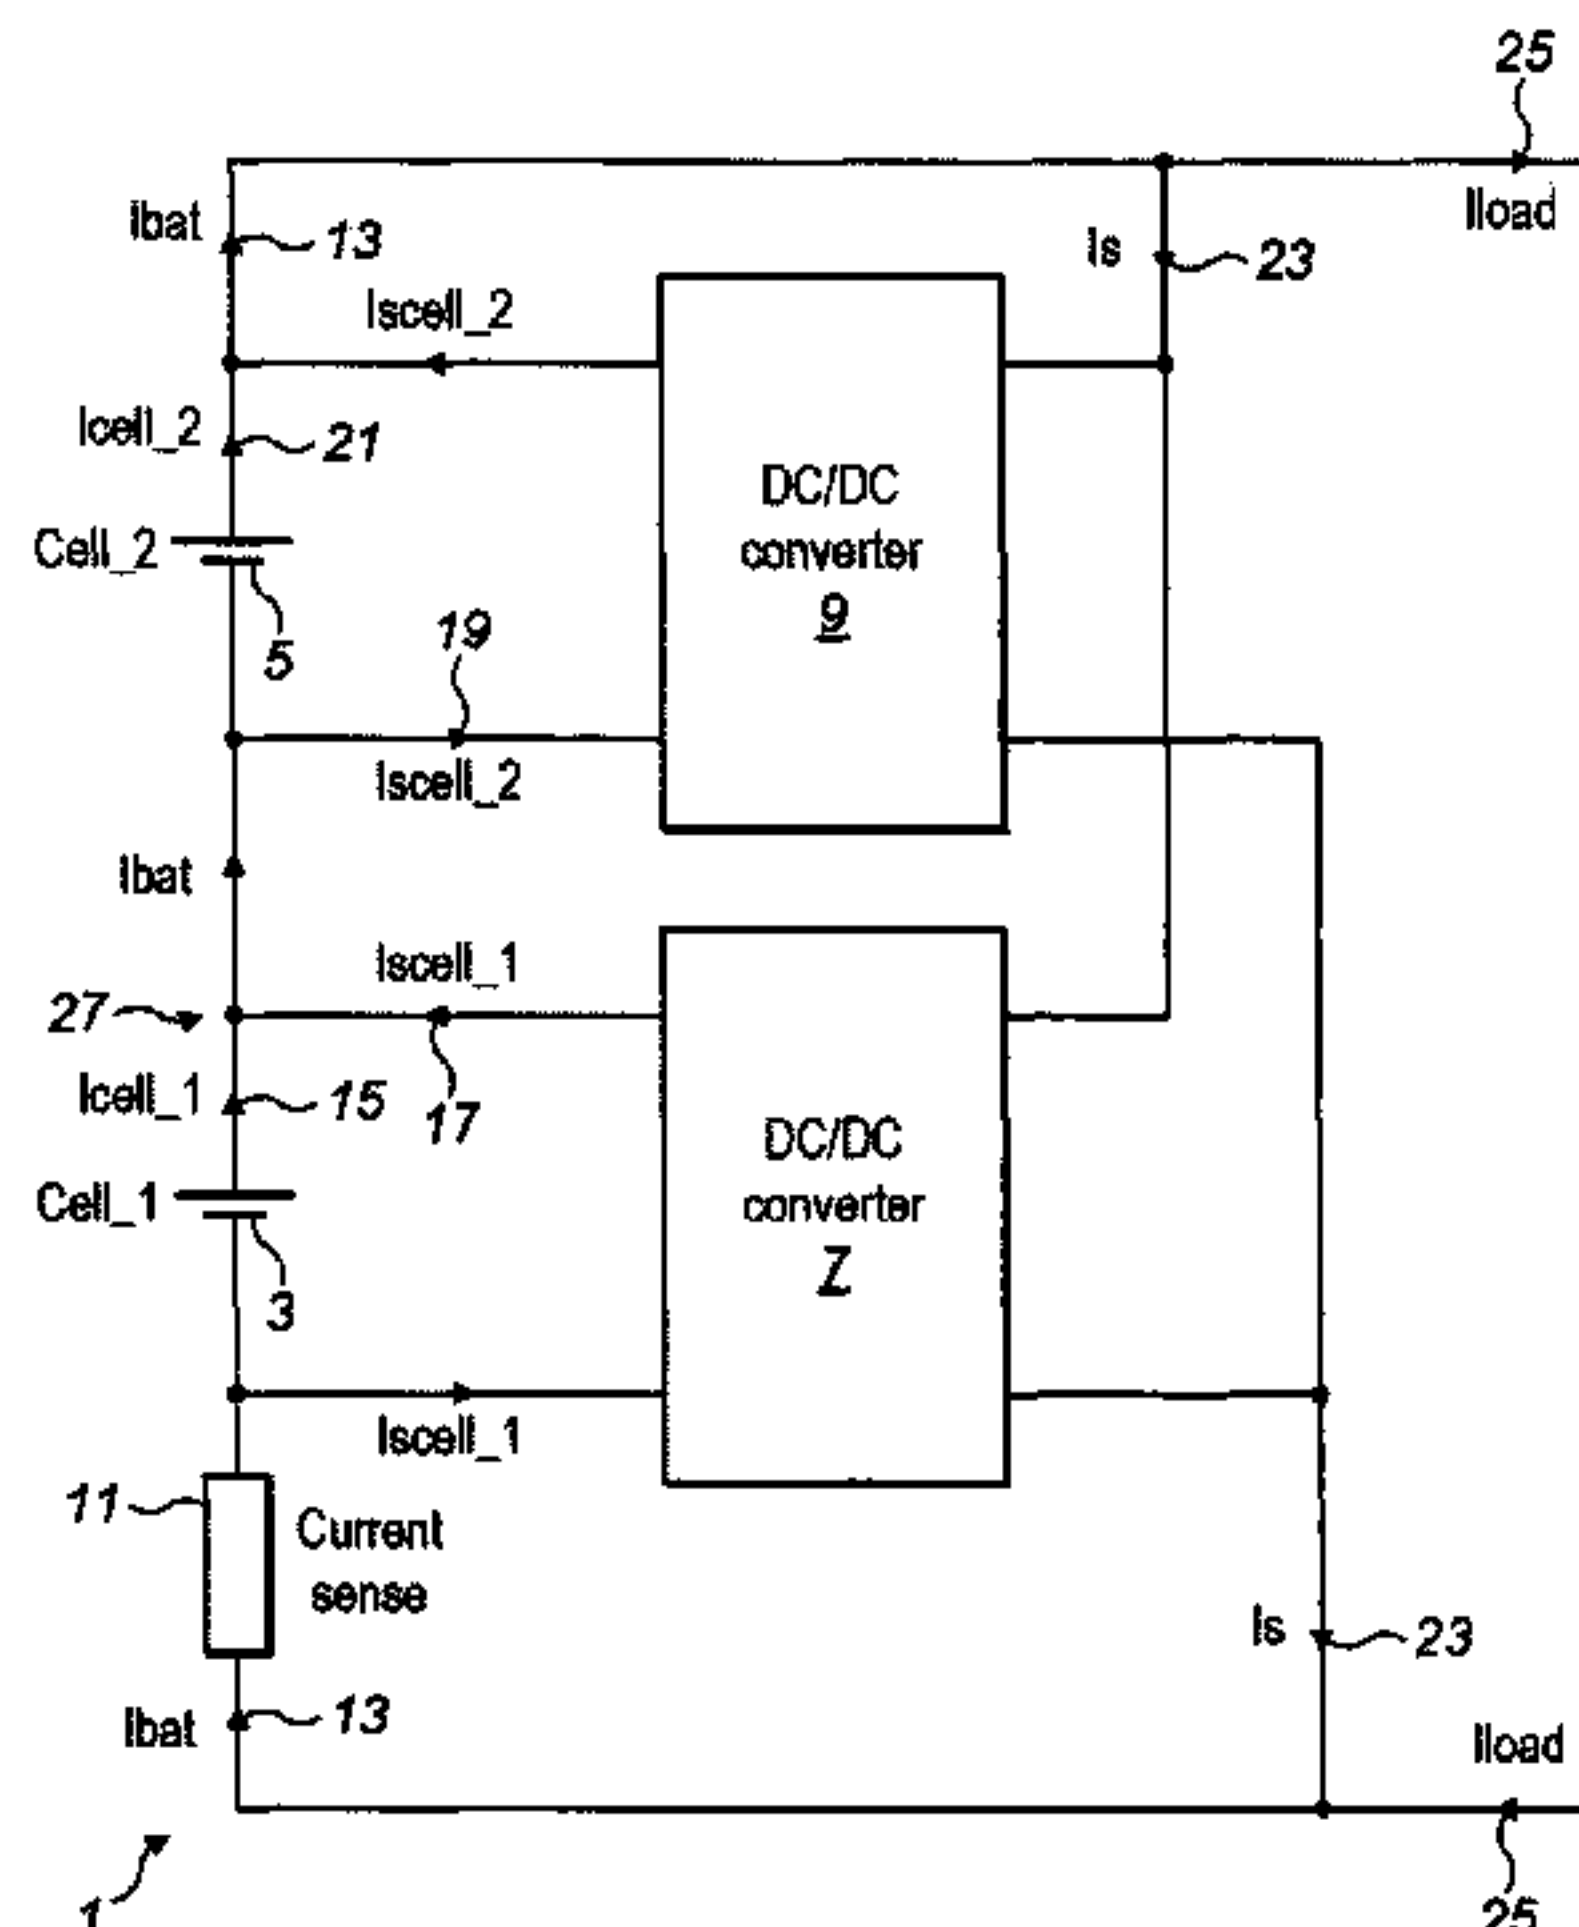 25
Ibat
13
Iload
Is
23
Iscell_2
Icell_2
21
DC/DC
converter
9
Cell_2
5
19
Iscell_2
Ibat
Iscell_1
27
Icell_1
15
17
DC/DC
converter
7
Cell_1
3
Iscell_1
11
Current
sense
Is
23
Ibat
13
Iload
1
25